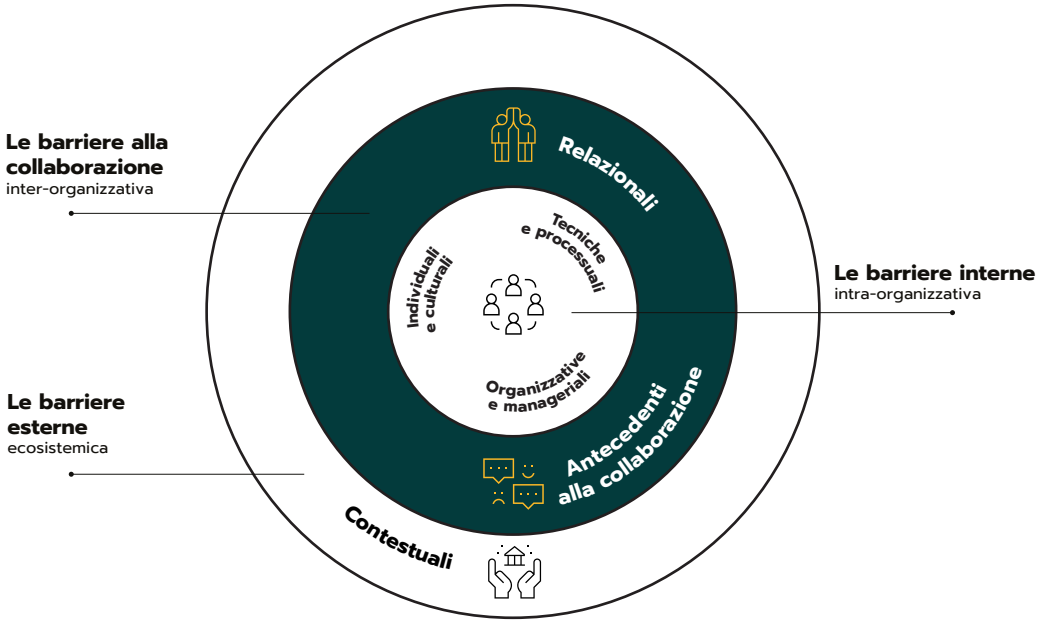 Le barriere alla
collaborazione
inter-organizzativa
Relazionali
Tecniche
e processuali
Individuali
e culturali
Le barriere interne
intra-organizzativa
Organizzative
e manageriali
Le barriere
esterne
ecosistemica
Antecedenti
alla collaborazione
Contestuali